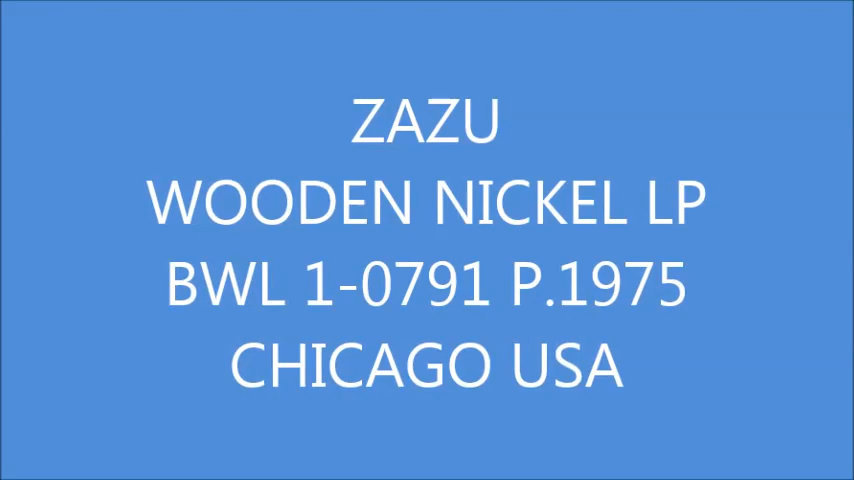 ZAZU
WOODEN NICKEL LP
BWL 1-0791 P.1975
CHICAGO USA